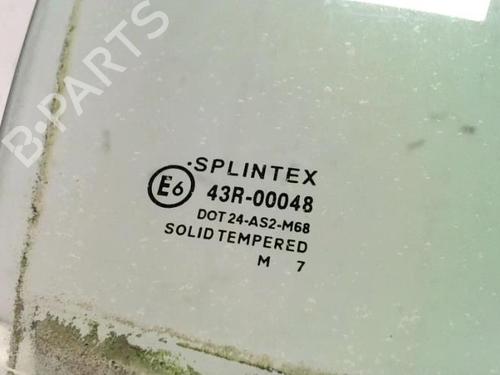 B-PARTS
·SPLINTEX
E6 43R-00048
DOT 24-AS2-M68
SOLID TEMPERED
M 7